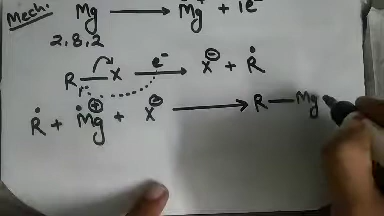 Mech:- Mg ⟶ Mg⁺ + 1e⁻
2,8,2
R—X —e⁻→ X⊖ + Ṙ
Ṙ + Ṁg⊕ + X⊖ ⟶ R—Mg